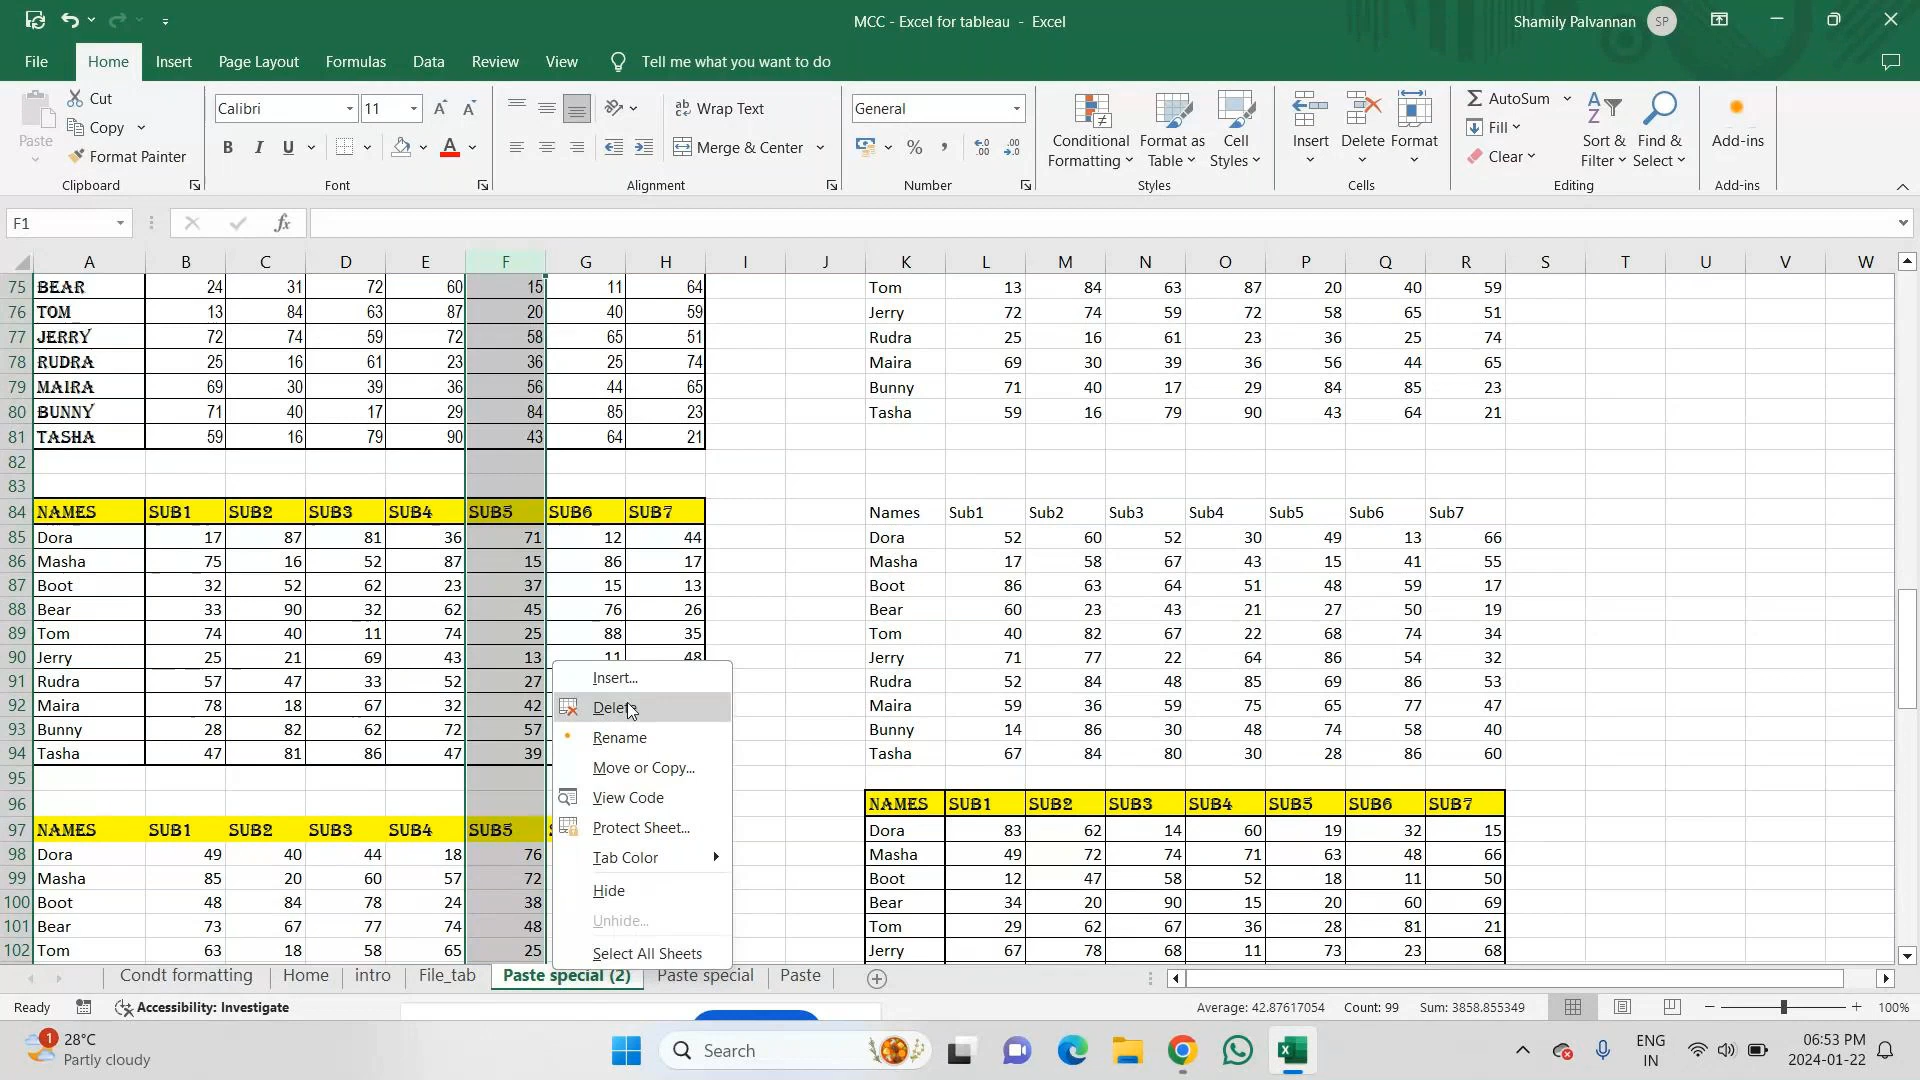 MCC - Excel for tableau - Excel
Shamily Palvannan SP
File Home Insert Page Layout Formulas Data Review View Tell me what you want to do
Paste Cut Copy Format Painter
Clipboard
Calibri 11
B I U
Font
Wrap Text
Merge & Center
Alignment
General
Number
Conditional Formatting
Format as Table
Cell Styles
Styles
Insert Delete Format
Cells
AutoSum
Fill
Clear
Sort & Filter
Find & Select
Editing
Add-ins
Add-ins
F1
A B C D E F G H I J K L M N O P Q R S T U V W
75 BEAR 24 31 72 60 15 11 64 Tom 13 84 63 87 20 40 59
76 TOM 13 84 63 87 20 40 59 Jerry 72 74 59 72 58 65 51
77 JERRY 72 74 59 72 58 65 51 Rudra 25 16 61 23 36 25 74
78 RUDRA 25 16 61 23 36 25 74 Maira 69 30 39 36 56 44 65
79 MAIRA 69 30 39 36 56 44 65 Bunny 71 40 17 29 84 85 23
80 BUNNY 71 40 17 29 84 85 23 Tasha 59 16 79 90 43 64 21
81 TASHA 59 16 79 90 43 64 21
82
83
84 NAMES SUB1 SUB2 SUB3 SUB4 SUB5 SUB6 SUB7 Names Sub1 Sub2 Sub3 Sub4 Sub5 Sub6 Sub7
85 Dora 17 87 81 36 71 12 44 Dora 52 60 52 30 49 13 66
86 Masha 75 16 52 87 15 86 17 Masha 17 58 67 43 15 41 55
87 Boot 32 52 62 23 37 15 13 Boot 86 63 64 51 48 59 17
88 Bear 33 90 32 62 45 76 26 Bear 60 23 43 21 27 50 19
89 Tom 74 40 11 74 25 88 35 Tom 40 82 67 22 68 74 34
90 Jerry 25 21 69 43 13 11 48 Jerry 71 77 22 64 86 54 32
91 Rudra 57 47 33 52 27 Rudra 52 84 48 85 69 86 53
92 Maira 78 18 67 32 42 Maira 59 36 59 75 65 77 47
93 Bunny 28 82 62 72 57 Bunny 14 86 30 48 74 58 40
94 Tasha 47 81 86 47 39 Tasha 67 84 80 30 28 86 60
95
96 NAMES SUB1 SUB2 SUB3 SUB4 SUB5 SUB6 SUB7
97 NAMES SUB1 SUB2 SUB3 SUB4 SUB5 Dora 83 62 14 60 19 32 15
98 Dora 49 40 44 18 76 Masha 49 72 74 71 63 48 66
99 Masha 85 20 60 57 72 Boot 12 47 58 52 18 11 50
100 Boot 48 84 78 24 38 Bear 34 20 90 15 20 60 69
101 Bear 73 67 77 74 48 Tom 29 62 67 36 28 81 21
102 Tom 63 18 58 65 25 Jerry 67 78 68 11 73 23 68
Insert...
Delete
Rename
Move or Copy...
View Code
Protect Sheet...
Tab Color
Hide
Unhide...
Select All Sheets
Condt formatting Home intro File_tab Paste special (2) Paste special Paste
Ready Accessibility: Investigate Average: 42.87617054 Count: 99 Sum: 3858.855349 100%
1
28°C
Partly cloudy
Search
ENG
IN
06:53 PM
2024-01-22